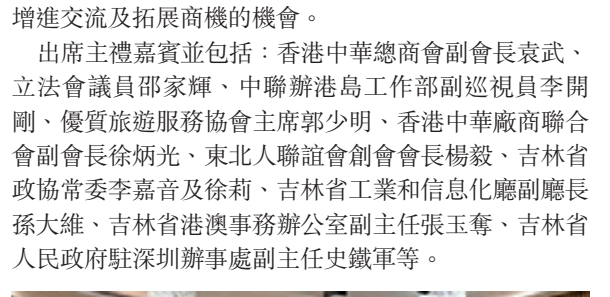 增進交流及拓展商機的機會。
出席主禮嘉賓並包括：香港中華總商會副會長袁武、
立法會議員邵家輝、中聯辦港島工作部副巡視員李開
剛、優質旅遊服務協會主席郭少明、香港中華廠商聯合
會副會長徐炳光、東北人聯誼會創會會長楊毅、吉林省
政協常委李嘉音及徐莉、吉林省工業和信息化廳副廳長
孫大維、吉林省港澳事務辦公室副主任張玉奪、吉林省
人民政府駐深圳辦事處副主任史鐵軍等。